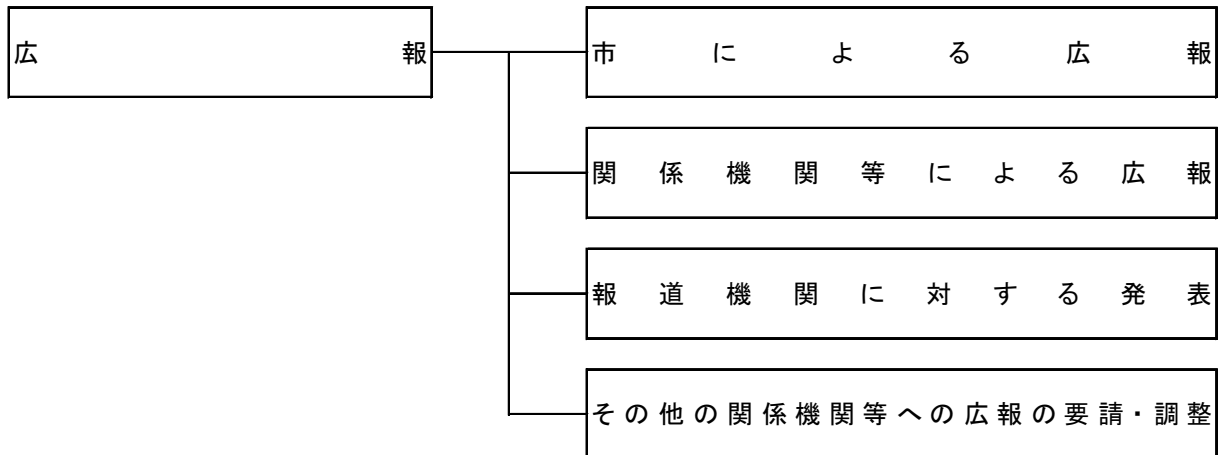 広報
市による広報
関係機関等による広報
報道機関に対する発表
その他の関係機関等への広報の要請・調整